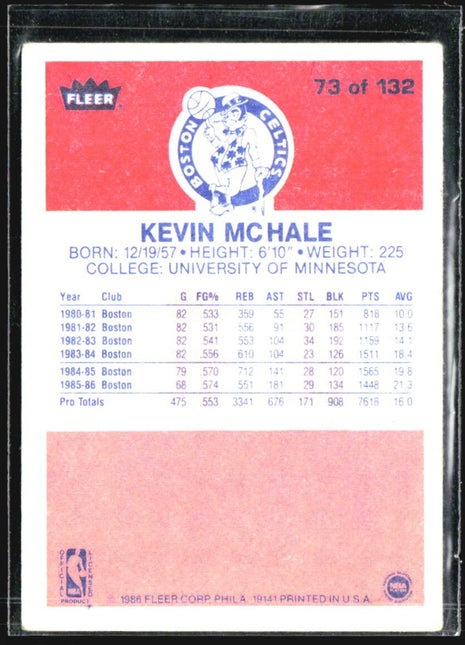 FLEER
73 of 132
BOSTON CELTICS
KEVIN MCHALE
BORN: 12/19/57 • HEIGHT: 6'10" • WEIGHT: 225
COLLEGE: UNIVERSITY OF MINNESOTA
Year Club G FG% REB AST STL BLK PTS AVG
1980-81 Boston 82 .533 359 55 27 151 818 10.0
1981-82 Boston 82 .531 556 91 30 185 1117 13.6
1982-83 Boston 82 .541 553 104 34 192 1159 14.1
1983-84 Boston 82 .556 610 104 23 126 1511 18.4
1984-85 Boston 79 .570 712 141 28 120 1565 19.8
1985-86 Boston 68 .574 551 181 29 134 1448 21.3
Pro Totals 475 .553 3341 676 171 908 7618 16.0
OFFICIAL LICENSED
NBA
PRODUCT
© 1986 FLEER CORP. PHILA. 19141 PRINTED IN U.S.A.
NBA
PLAYERS